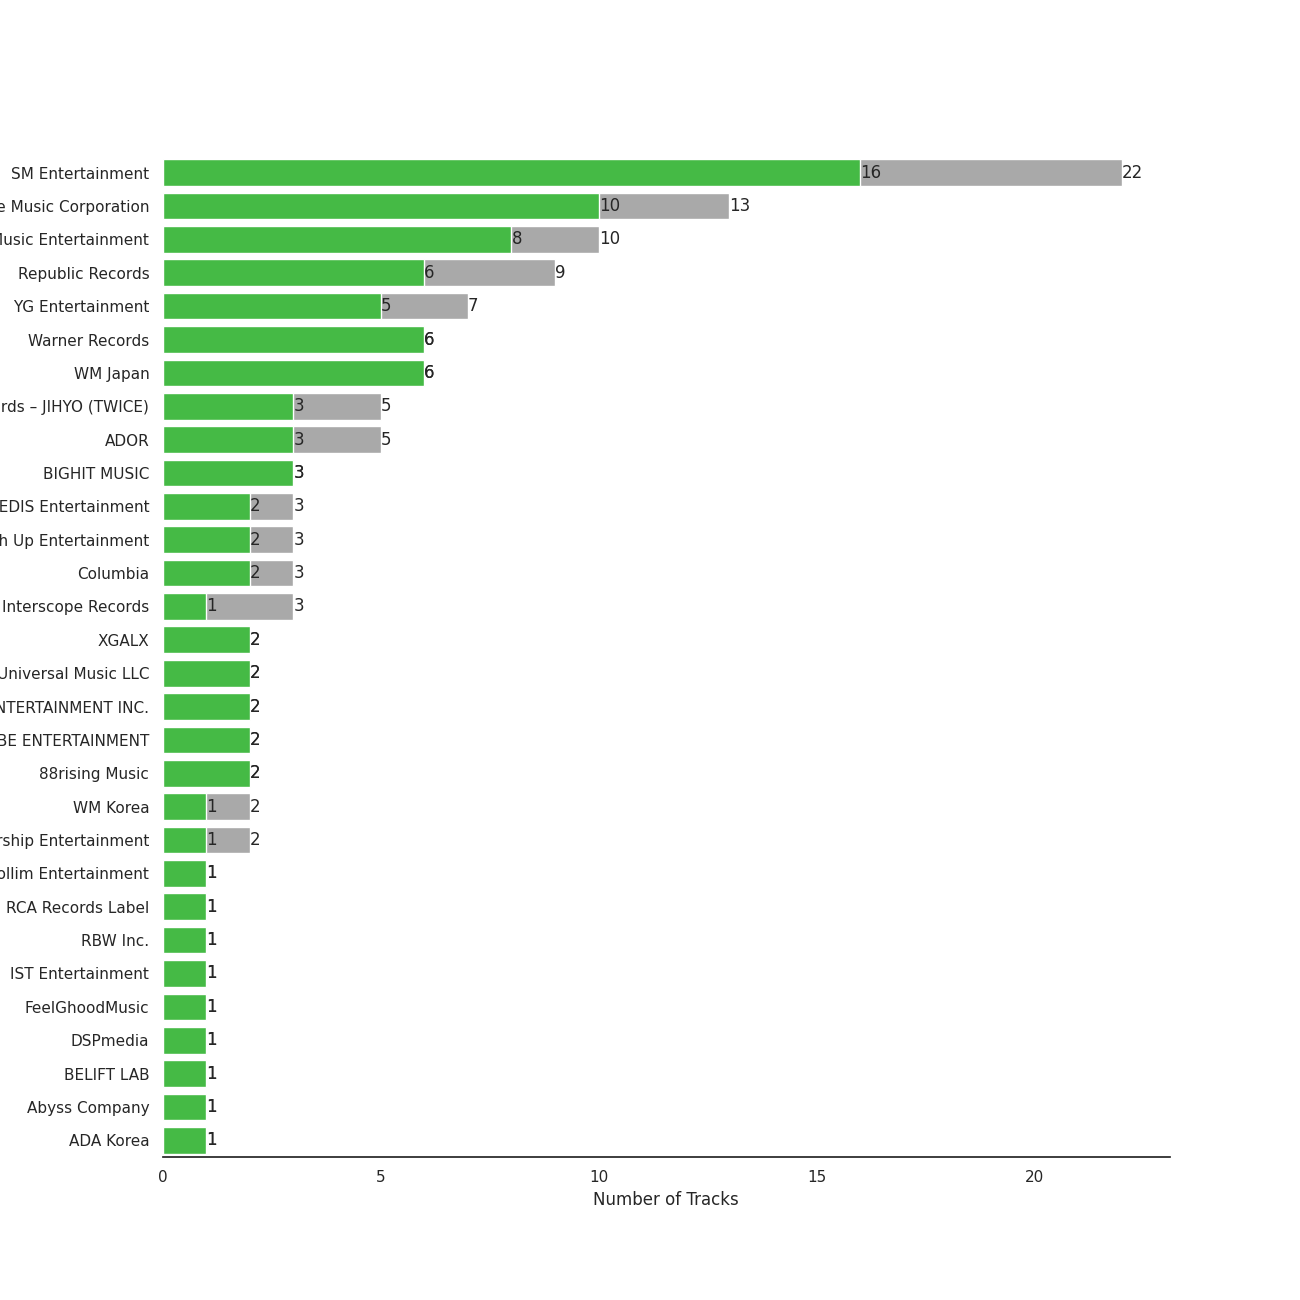 SM Entertainment 16 22
e Music Corporation 10 13
Music Entertainment 8 10
Republic Records 6 9
YG Entertainment 5 7
Warner Records 6
WM Japan 6
rds – JIHYO (TWICE) 3 5
ADOR 3 5
BIGHIT MUSIC 3
EDIS Entertainment 2 3
h Up Entertainment 2 3
Columbia 2 3
Interscope Records 1 3
XGALX 2
Universal Music LLC 2
NTERTAINMENT INC. 2
BE ENTERTAINMENT 2
88rising Music 2
WM Korea 1 2
rship Entertainment 1 2
ollim Entertainment 1
RCA Records Label 1
RBW Inc. 1
IST Entertainment 1
FeelGhoodMusic 1
DSPmedia 1
BELIFT LAB 1
Abyss Company 1
ADA Korea 1
0 5 10 15 20
Number of Tracks